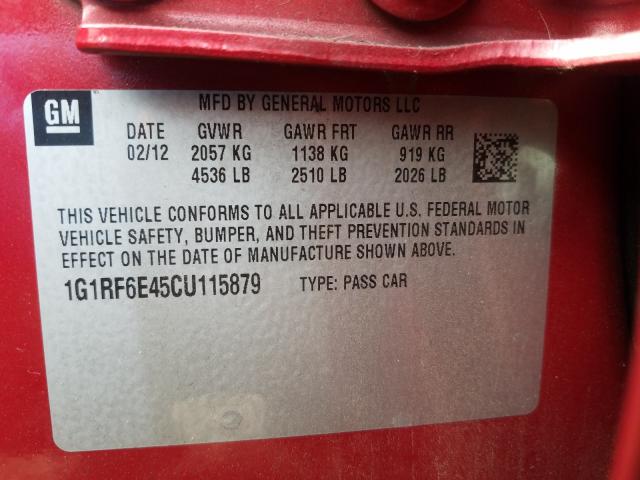 GM
MFD BY GENERAL MOTORS LLC
DATE GVWR GAWR FRT GAWR RR
02/12 2057 KG 1138 KG 919 KG
4536 LB 2510 LB 2026 LB
THIS VEHICLE CONFORMS TO ALL APPLICABLE U.S. FEDERAL MOTOR
VEHICLE SAFETY, BUMPER, AND THEFT PREVENTION STANDARDS IN
EFFECT ON THE DATE OF MANUFACTURE SHOWN ABOVE.
1G1RF6E45CU115879 TYPE: PASS CAR